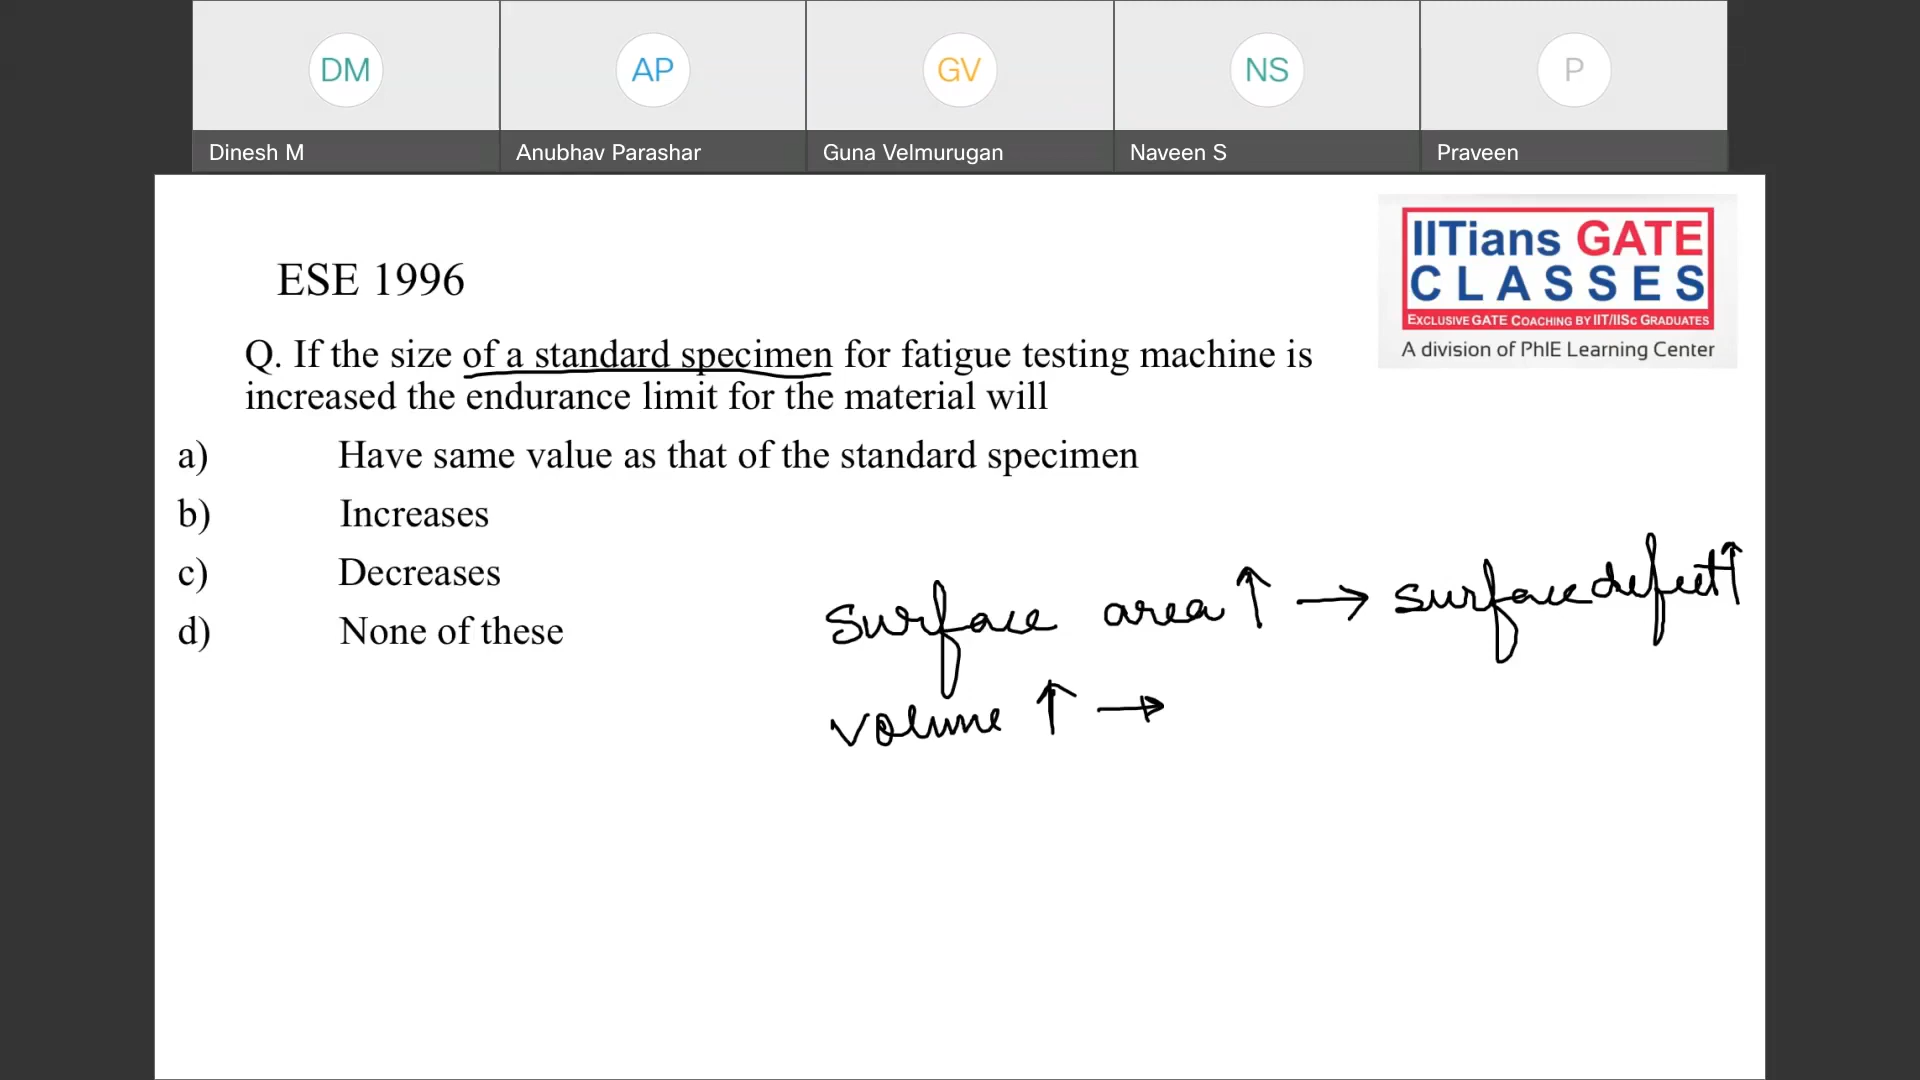 DM
AP
GV
NS
P
Dinesh M
Anubhav Parashar
Guna Velmurugan
Naveen S
Praveen
IITians GATE
CLASSES
EXCLUSIVE GATE COACHING BY IIT/IISc GRADUATES
A division of PhIE Learning Center
ESE 1996
Q. If the size of a standard specimen for fatigue testing machine is
increased the endurance limit for the material will
a) Have same value as that of the standard specimen
b) Increases
c) Decreases
d) None of these
surface area ↑ → surface defect ↑
volume ↑ →